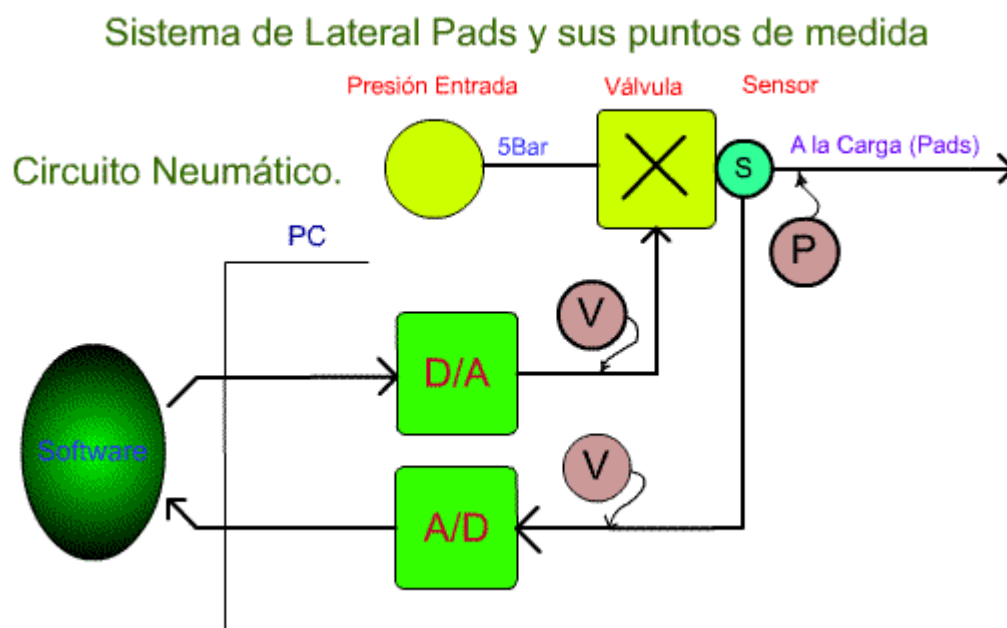 Sistema de Lateral Pads y sus puntos de medida
Presión Entrada
Válvula
Sensor
5Bar
A la Carga (Pads)
S
Circuito Neumático.
P
PC
V
D/A
Software
V
A/D